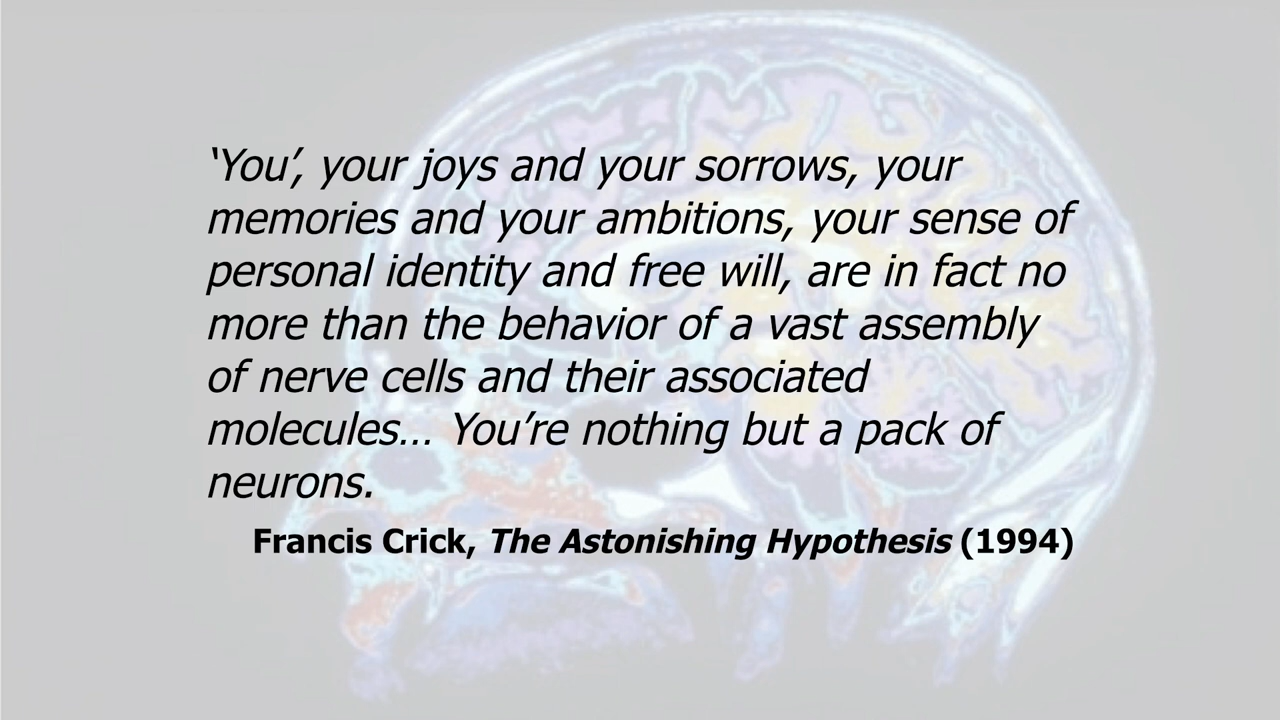 ‘You’, your joys and your sorrows, your
memories and your ambitions, your sense of
personal identity and free will, are in fact no
more than the behavior of a vast assembly
of nerve cells and their associated
molecules… You’re nothing but a pack of
neurons.
Francis Crick, The Astonishing Hypothesis (1994)